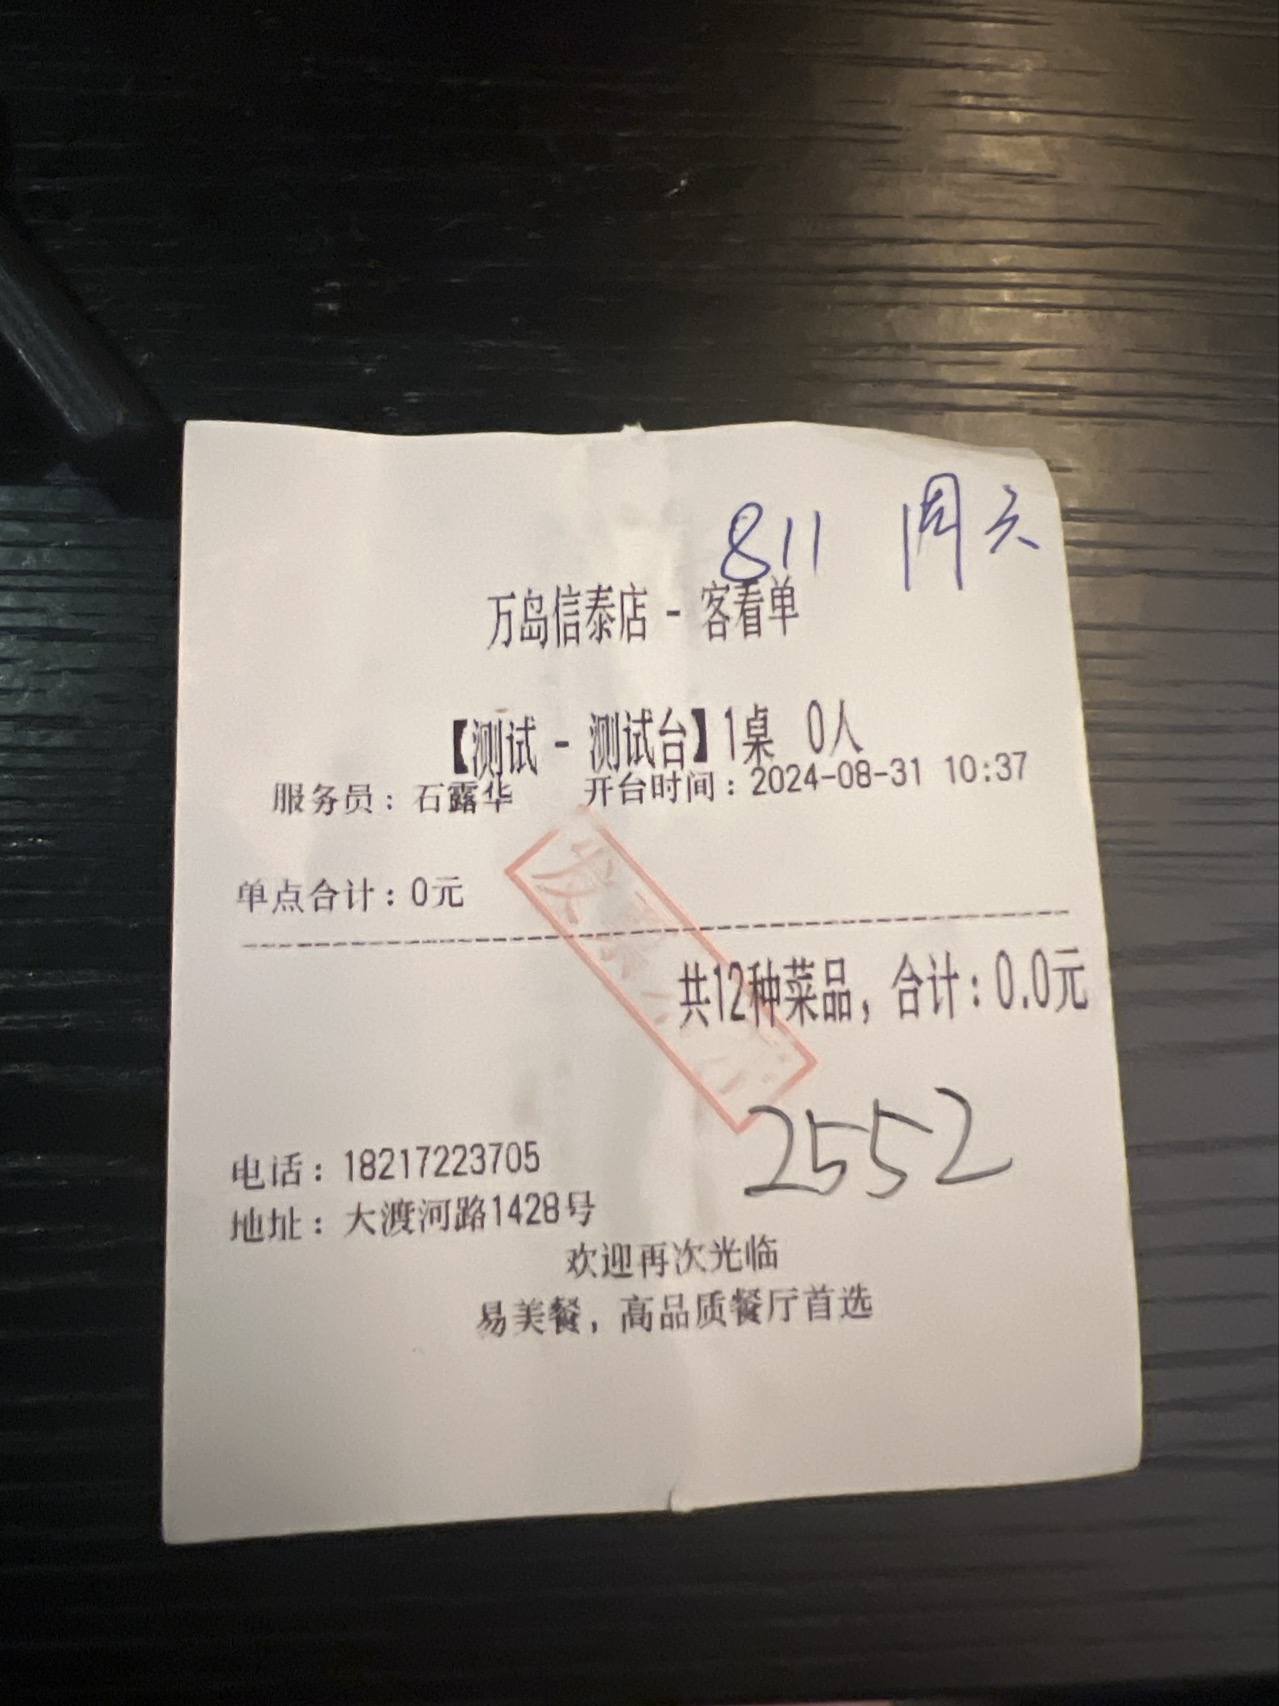 811 周六
万岛信泰店 - 客看单
【测试 - 测试台】1桌 0人
服务员：石露华 开台时间：2024-08-31 10:37
单点合计：0元
发票
共12种菜品，合计：0.0元
2552
电话：18217223705
地址：大渡河路1428号
欢迎再次光临
易美餐，高品质餐厅首选